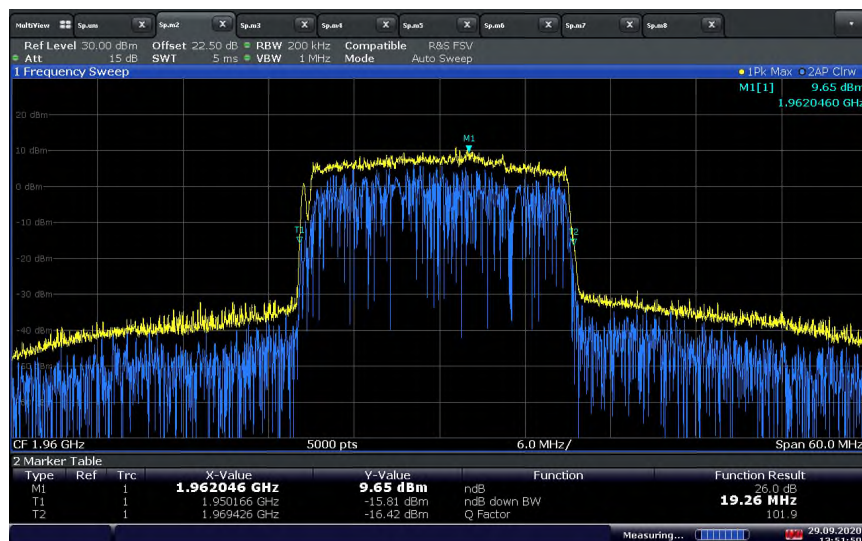 MultiView Sp.um X Sp.m2 X Sp.m3 X Sp.m4 X Sp.m5 X Sp.m6 X Sp.m7 X Sp.m8 X
Ref Level 30.00 dBm Offset 22.50 dB RBW 200 kHz Compatible R&S FSV
Att 15 dB SWT 5 ms VBW 1 MHz Mode Auto Sweep
1 Frequency Sweep 1Pk Max 2AP Clrw
M1[1] 9.65 dBm
1.9620460 GHz
20 dBm
M1
10 dBm
0 dBm
-10 dBm
T1 T2
-20 dBm
-30 dBm
-40 dBm
CF 1.96 GHz 5000 pts 6.0 MHz/ Span 60.0 MHz
2 Marker Table
Type Ref Trc X-Value Y-Value Function Function Result
M1 1 1.962046 GHz 9.65 dBm ndB 26.0 dB
T1 1 1.950166 GHz -15.81 dBm ndB down BW 19.26 MHz
T2 1 1.969426 GHz -16.42 dBm Q Factor 101.9
Measuring... 29.09.2020